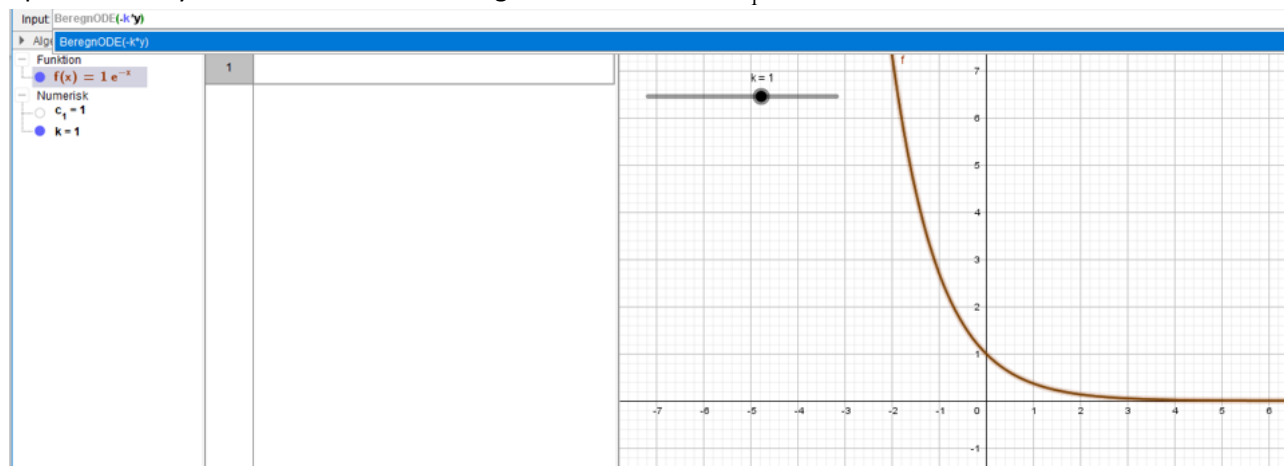 Input: BeregnODE(-k*y)
BeregnODE(-k*y)
Funktion
f(x) = 1 e^{-x}
Numerisk
c₁ = 1
k = 1
1
k = 1
f
7
6
5
4
3
2
1
-1
-7 -6 -5 -4 -3 -2 -1 0 1 2 3 4 5 6